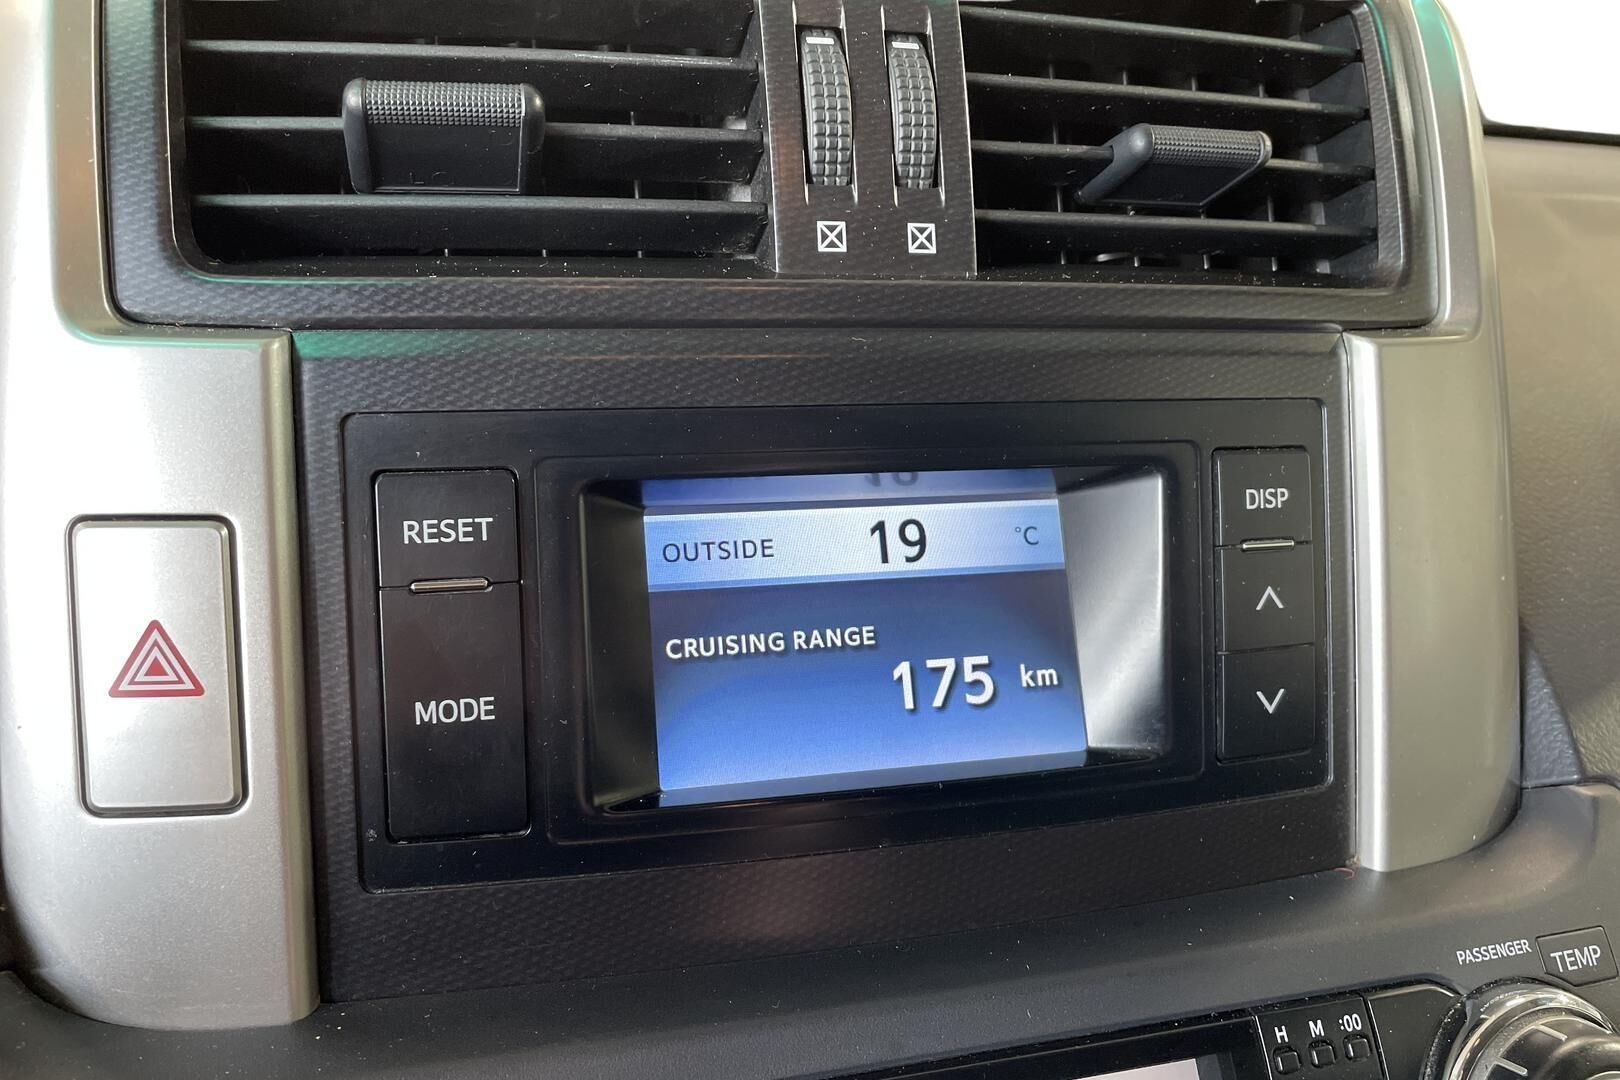 RESET
MODE
OUTSIDE 19 °C
CRUISING RANGE
175 km
DISP
PASSENGER
TEMP
H M :00